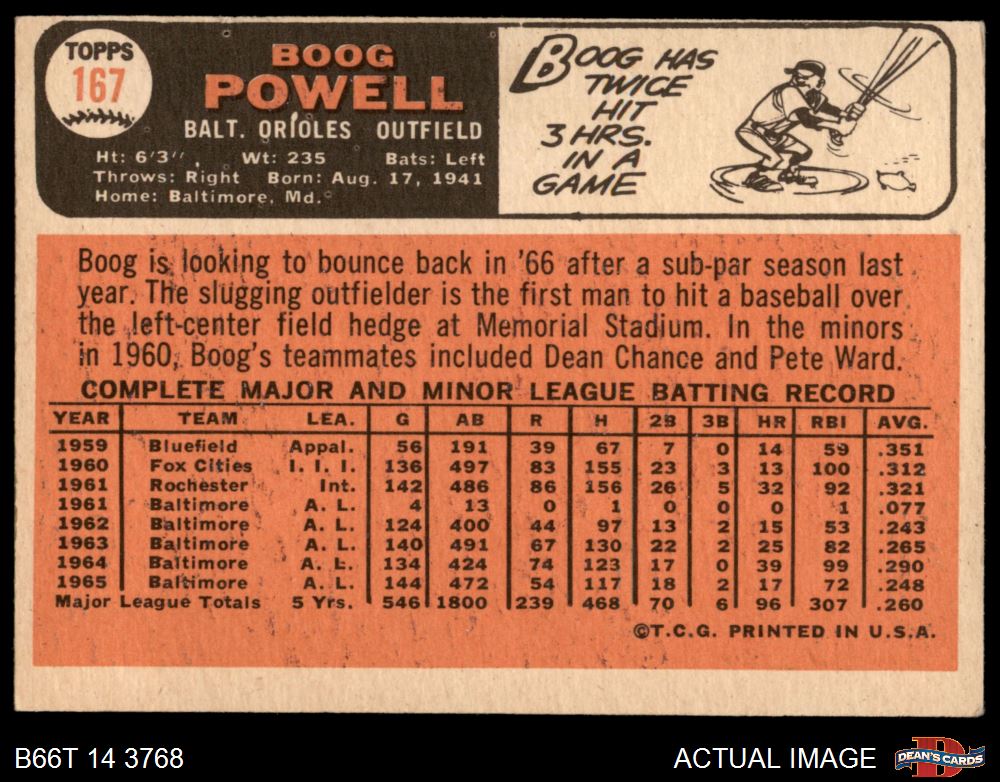 TOPPS
167
BOOG
POWELL
BALT. ORIOLES OUTFIELD
Ht: 6'3", Wt: 235 Bats: Left
Throws: Right Born: Aug. 17, 1941
Home: Baltimore, Md.
BOOG HAS
TWICE
HIT
3 HRS.
IN A
GAME
Boog is looking to bounce back in '66 after a sub-par season last
year. The slugging outfielder is the first man to hit a baseball over
the left-center field hedge at Memorial Stadium. In the minors
in 1960, Boog's teammates included Dean Chance and Pete Ward.
COMPLETE MAJOR AND MINOR LEAGUE BATTING RECORD
YEAR TEAM LEA. G AB R H 2B 3B HR RBI AVG.
1959 Bluefield Appal. 56 191 39 67 7 0 14 59 .351
1960 Fox Cities I. I. I. 136 497 83 155 23 3 13 100 .312
1961 Rochester Int. 142 486 86 156 26 5 32 92 .321
1961 Baltimore A. L. 4 13 0 1 0 0 0 1 .077
1962 Baltimore A. L. 124 400 44 97 13 2 15 53 .243
1963 Baltimore A. L. 140 491 67 130 22 2 25 82 .265
1964 Baltimore A. L. 134 424 74 123 17 0 39 99 .290
1965 Baltimore A. L. 144 472 54 117 18 2 17 72 .248
Major League Totals 5 Yrs. 546 1800 239 468 70 6 96 307 .260
©T.C.G. PRINTED IN U.S.A.
B66T 14 3768
ACTUAL IMAGE
D
DEAN'S CARDS